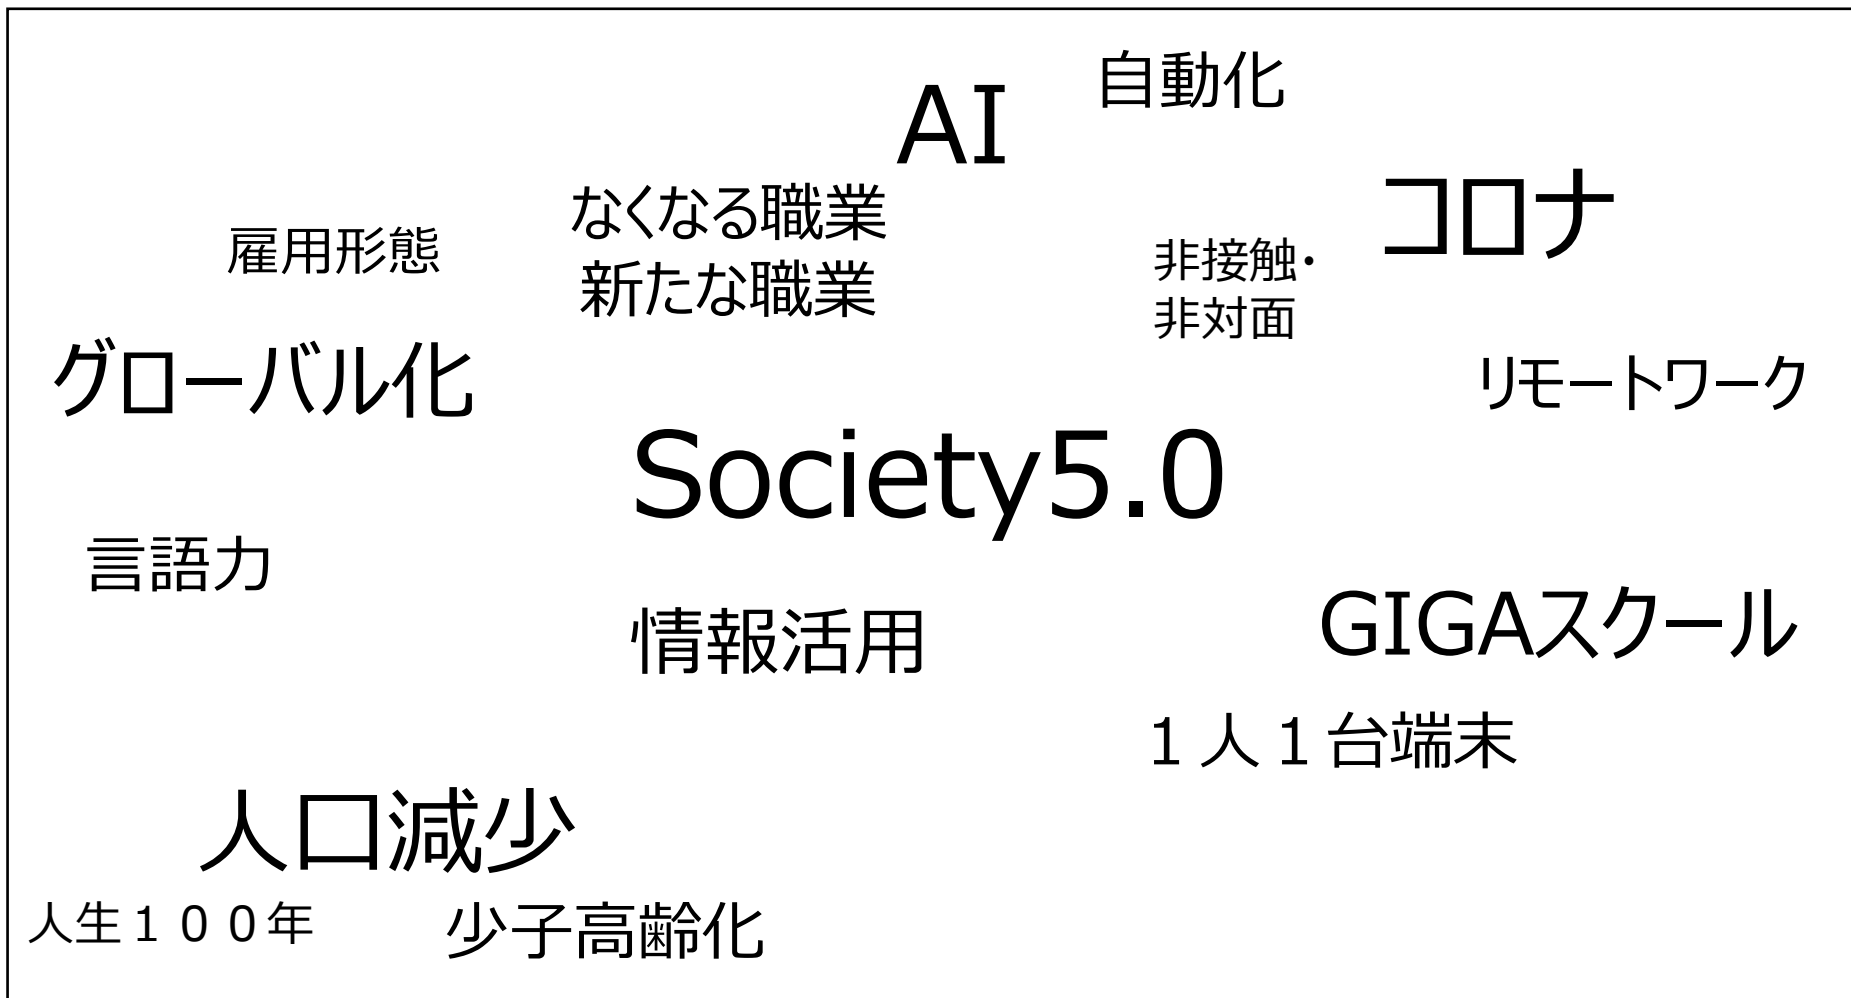 自動化
AI
コロナ
なくなる職業
新たな職業
雇用形態
非接触・
非対面
グローバル化
リモートワーク
Society5.0
言語力
情報活用
GIGAスクール
１人１台端末
人口減少
人生１００年
少子高齢化